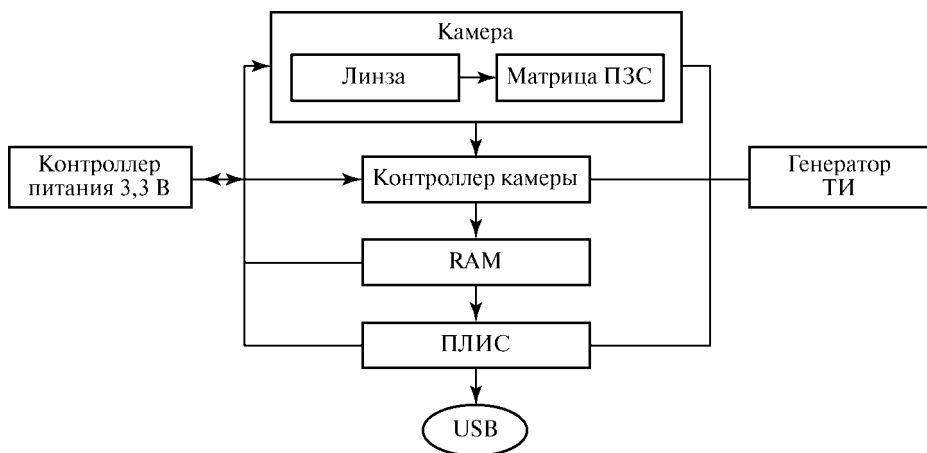 Камера
Линза
Матрица ПЗС
Контроллер
питания 3,3 В
Контроллер камеры
Генератор
ТИ
RAM
ПЛИС
USB